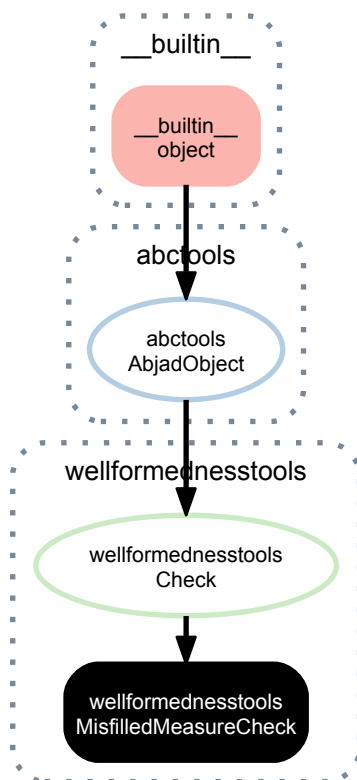 __builtin__
__builtin__
object
abctools
abctools
AbjadObject
wellformednesstools
wellformednesstools
Check
wellformednesstools
MisfilledMeasureCheck